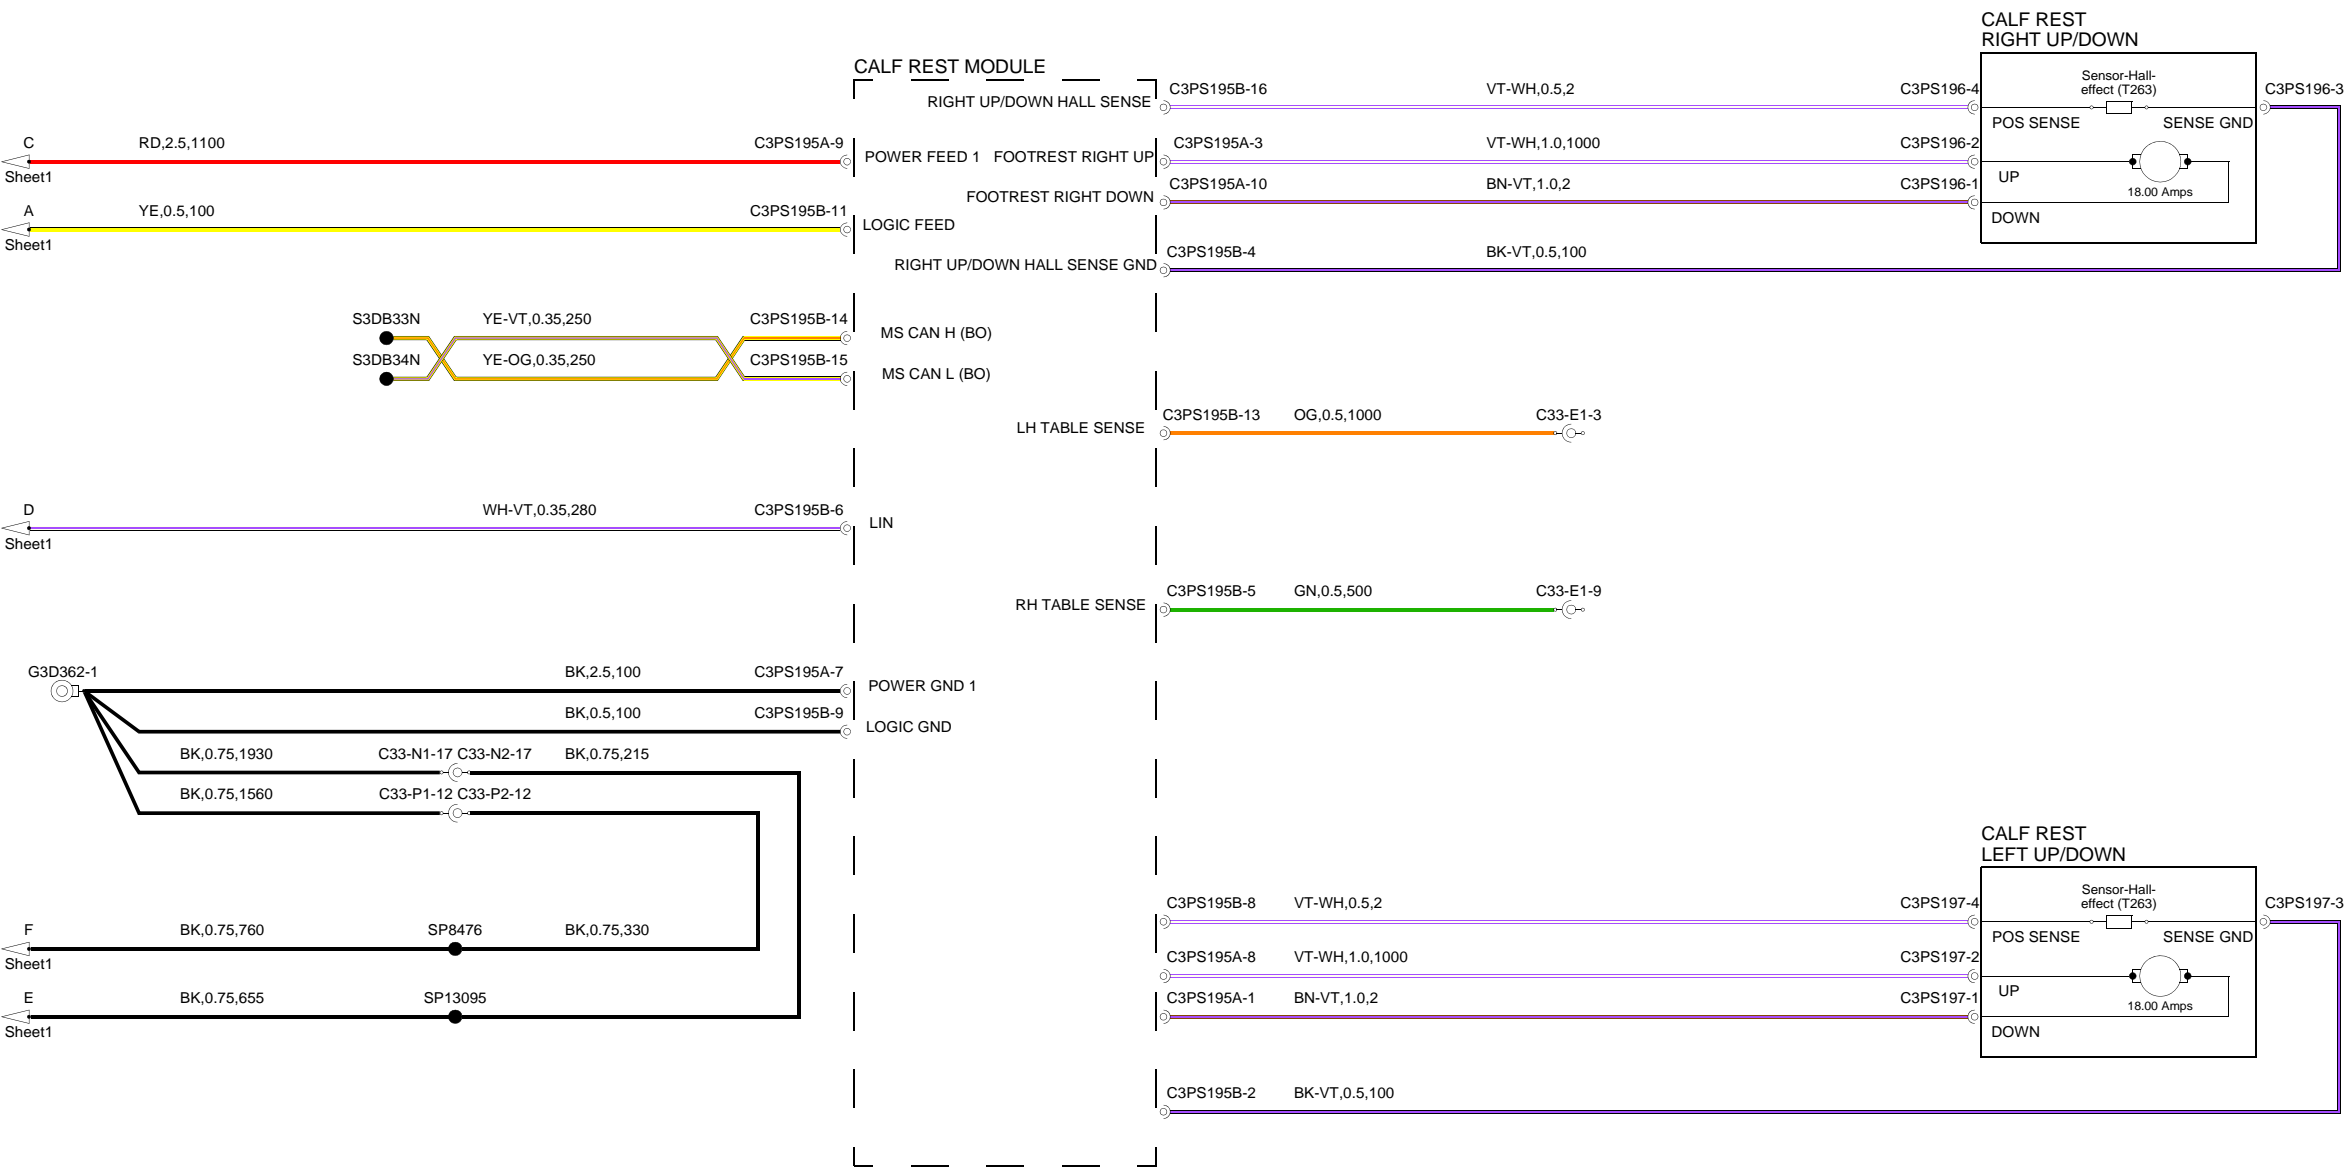 CALF REST
RIGHT UP/DOWN
CALF REST MODULE
Sensor-Hall-
effect (T263)
RIGHT UP/DOWN HALL SENSE
C3PS195B-16
VT-WH,0.5,2
C3PS196-4
C3PS196-3
POS SENSE
SENSE GND
C
RD,2.5,1100
C3PS195A-9
POWER FEED 1
FOOTREST RIGHT UP
C3PS195A-3
VT-WH,1.0,1000
C3PS196-2
Sheet1
UP
18.00 Amps
FOOTREST RIGHT DOWN
C3PS195A-10
BN-VT,1.0,2
C3PS196-1
DOWN
A
YE,0.5,100
C3PS195B-11
LOGIC FEED
Sheet1
RIGHT UP/DOWN HALL SENSE GND
C3PS195B-4
BK-VT,0.5,100
S3DB33N
YE-VT,0.35,250
C3PS195B-14
MS CAN H (BO)
S3DB34N
YE-OG,0.35,250
C3PS195B-15
MS CAN L (BO)
LH TABLE SENSE
C3PS195B-13
OG,0.5,1000
C33-E1-3
D
WH-VT,0.35,280
C3PS195B-6
LIN
Sheet1
RH TABLE SENSE
C3PS195B-5
GN,0.5,500
C33-E1-9
G3D362-1
BK,2.5,100
C3PS195A-7
POWER GND 1
BK,0.5,100
C3PS195B-9
LOGIC GND
BK,0.75,1930
C33-N1-17 C33-N2-17
BK,0.75,215
BK,0.75,1560
C33-P1-12 C33-P2-12
CALF REST
LEFT UP/DOWN
Sensor-Hall-
effect (T263)
C3PS195B-8
VT-WH,0.5,2
C3PS197-4
C3PS197-3
POS SENSE
SENSE GND
F
BK,0.75,760
SP8476
BK,0.75,330
Sheet1
C3PS195A-8
VT-WH,1.0,1000
C3PS197-2
UP
18.00 Amps
E
BK,0.75,655
SP13095
Sheet1
C3PS195A-1
BN-VT,1.0,2
C3PS197-1
DOWN
C3PS195B-2
BK-VT,0.5,100